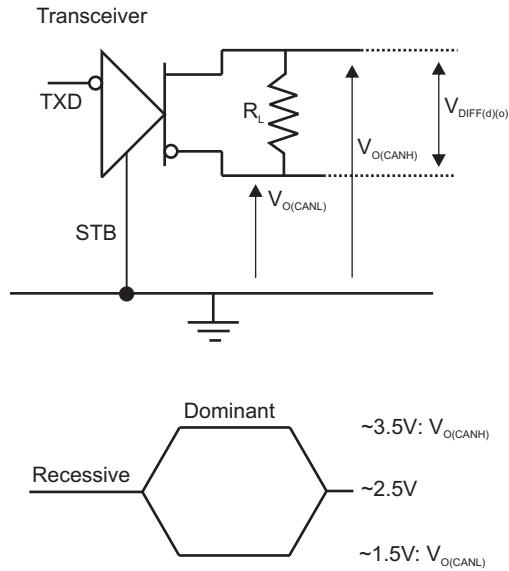 Transceiver
TXD
R_L
V_DIFF(d)(o)
V_O(CANH)
V_O(CANL)
STB
Dominant
~3.5V: V_O(CANH)
Recessive
~2.5V
~1.5V: V_O(CANL)